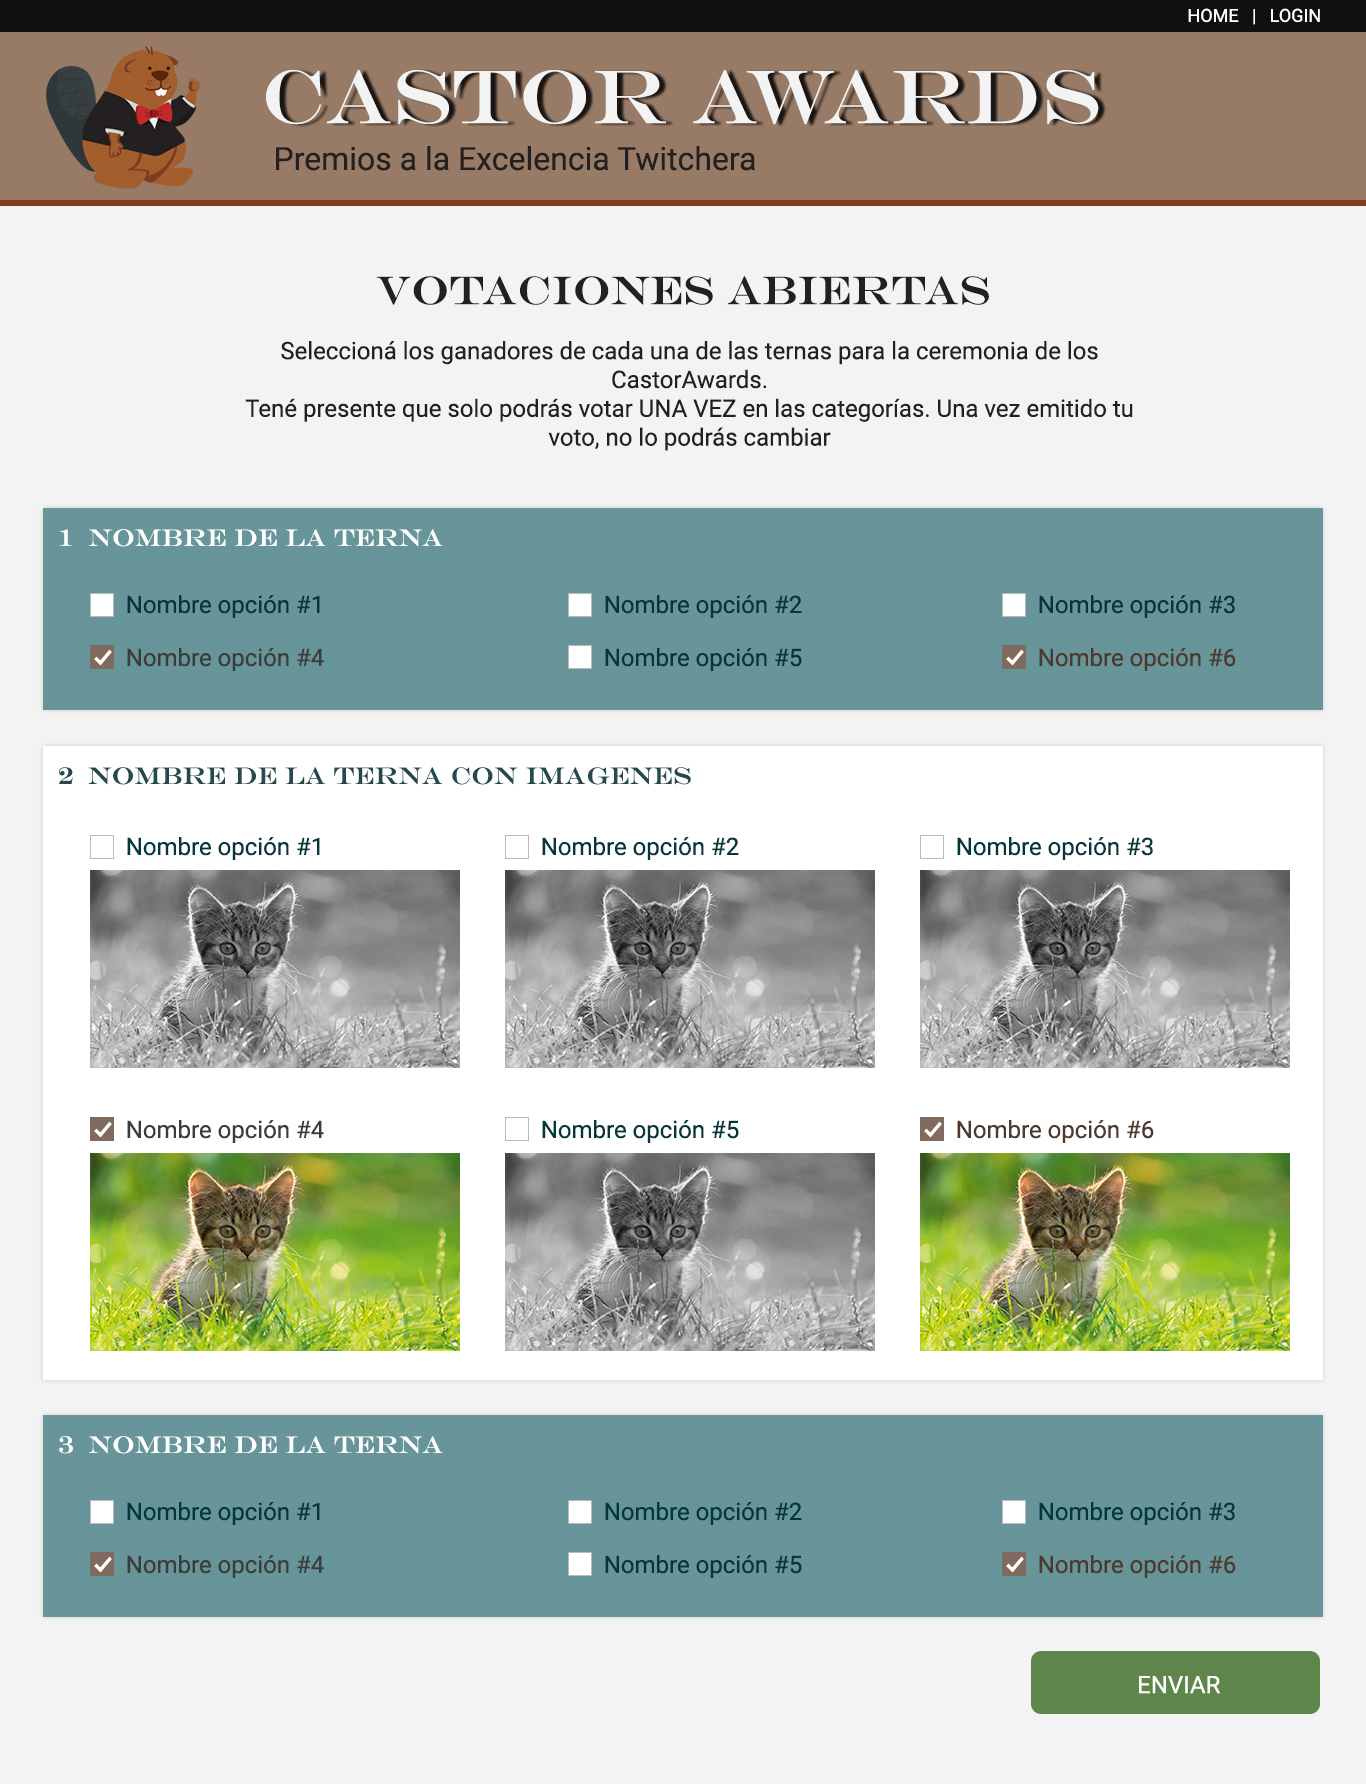 HOME | LOGIN
CASTOR AWARDS
Premios a la Excelencia Twitchera
VOTACIONES ABIERTAS
Seleccioná los ganadores de cada una de las ternas para la ceremonia de los
CastorAwards.
Tené presente que solo podrás votar UNA VEZ en las categorías. Una vez emitido tu
voto, no lo podrás cambiar
1 NOMBRE DE LA TERNA
Nombre opción #1 Nombre opción #2 Nombre opción #3
Nombre opción #4 Nombre opción #5 Nombre opción #6
2 NOMBRE DE LA TERNA CON IMAGENES
Nombre opción #1 Nombre opción #2 Nombre opción #3
Nombre opción #4 Nombre opción #5 Nombre opción #6
3 NOMBRE DE LA TERNA
Nombre opción #1 Nombre opción #2 Nombre opción #3
Nombre opción #4 Nombre opción #5 Nombre opción #6
ENVIAR